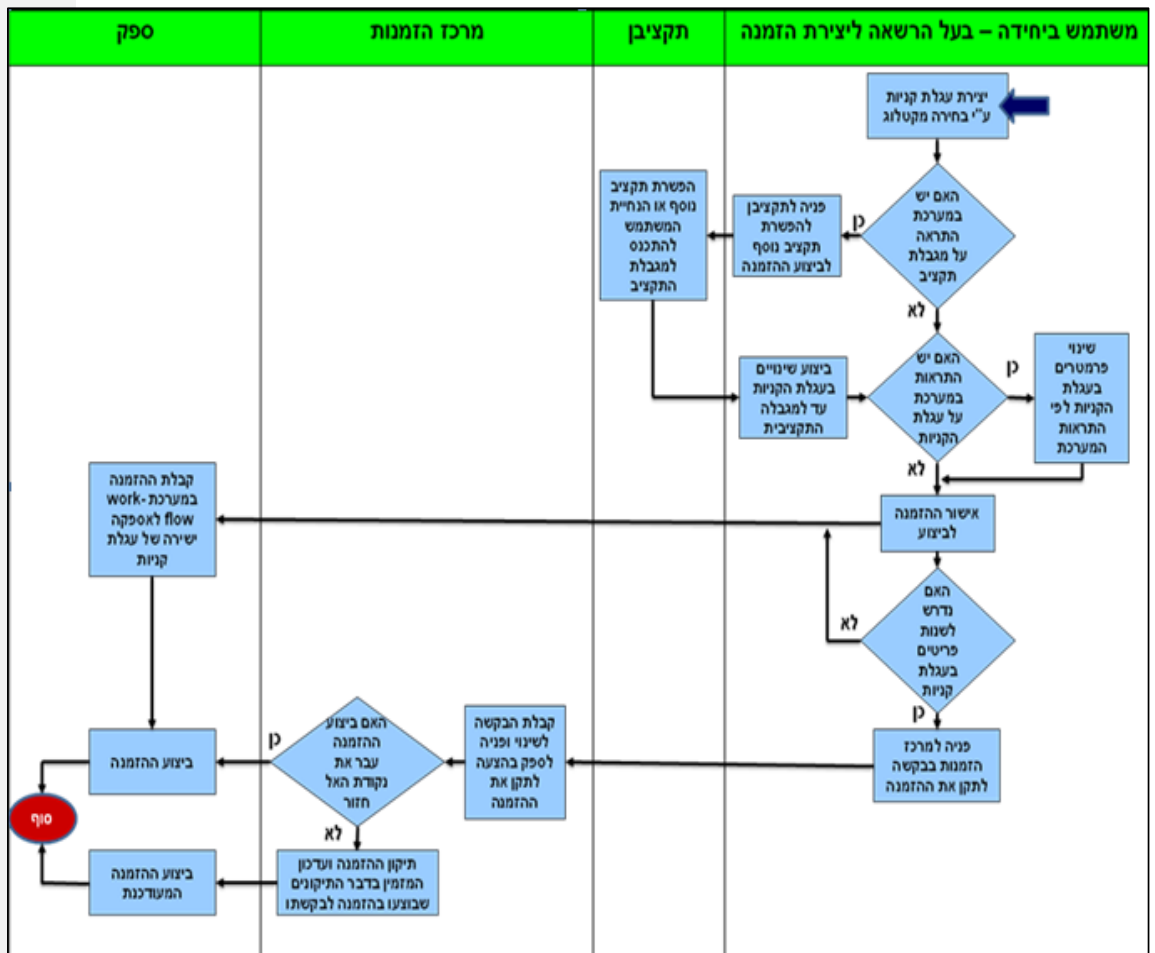 משתמש ביחידה – בעל הרשאה ליצירת הזמנה
תקציבן
מרכז הזמנות
ספק
יצירת עגלת קניות
ע"י בחירה מקטלוג
האם יש
במערכת
התראה
על מגבלת
תקציב
כן
לא
פניה לתקציבן
להפשרת
תקציב נוסף
לביצוע ההזמנה
הפשרת תקציב
נוסף או הנחיית
המשתמש
להתכנס
למגבלת
התקציב
ביצוע שינויים
בעגלת הקניות
עד למגבלה
התקציבית
האם יש
התראות
במערכת
על עגלת
הקניות
כן
לא
שינוי
פרמטרים
בעגלת
הקניות לפי
התראות
המערכת
אישור ההזמנה
לביצוע
קבלת ההזמנה
במערכת work-
flow לאספקה
ישירה של עגלת
קניות
האם
נדרש
לשנות
פריטים
בעגלת
קניות
לא
כן
פניה למרכז
הזמנות בבקשה
לתקן את ההזמנה
קבלת הבקשה
לשינוי ופניה
לספק בהצעה
לתקן את
ההזמנה
האם ביצוע
ההזמנה
עבר את
נקודת האל
חזור
כן
לא
ביצוע ההזמנה
תיקון ההזמנה ועדכון
המזמין בדבר התיקונים
שבוצעו בהזמנה לבקשתו
ביצוע ההזמנה
המעודכנת
סוף